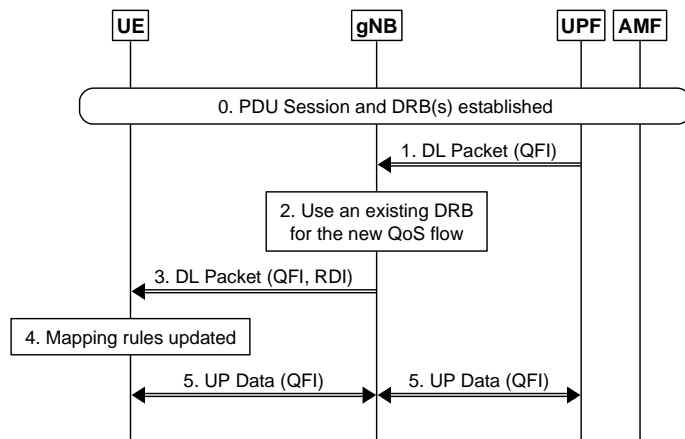 UE
gNB
UPF
AMF
0. PDU Session and DRB(s) established
1. DL Packet (QFI)
2. Use an existing DRB
for the new QoS flow
3. DL Packet (QFI, RDI)
4. Mapping rules updated
5. UP Data (QFI)
5. UP Data (QFI)